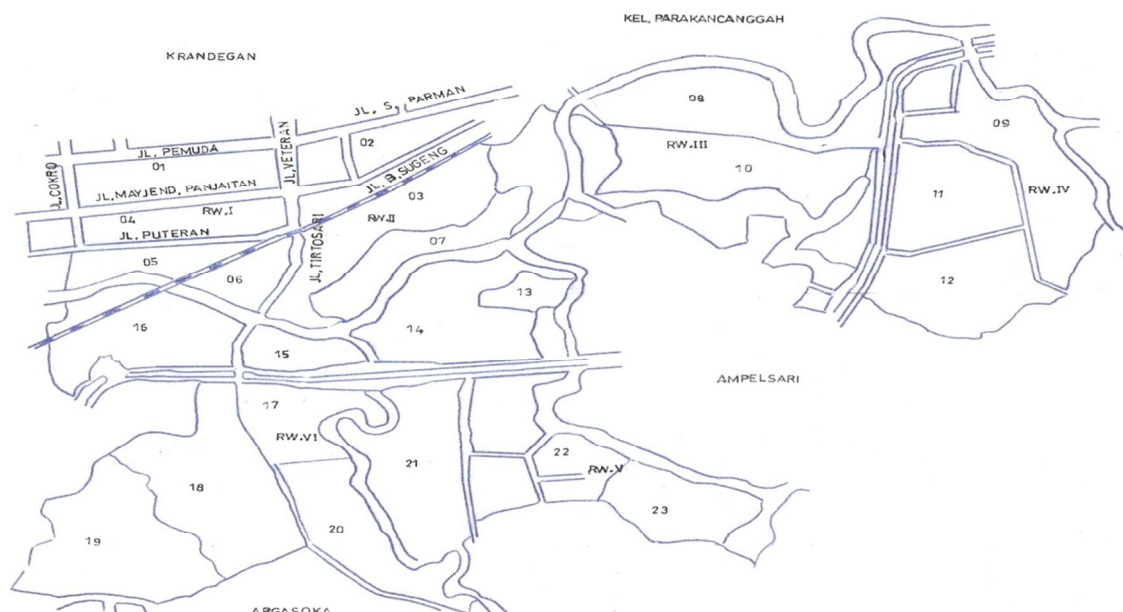 KEL. PARAKANCANGGAH
KRANDEGAN
JL. S. PARMAN
08
09
02
JL. PEMUDA
JL. VETERAN
01
RW. III
10
JL. B. SUGENG
JL. COKRO
JL. MAYJEND. PANJAITAN
03
11
RW. IV
04
RW. I
RW. II
JL. PUTERAN
07
JL. TIRTOSARI
05
06
12
13
16
14
15
AMPELSARI
17
RW. VI
22
21
RW. V
18
23
20
19
ARGASOKA